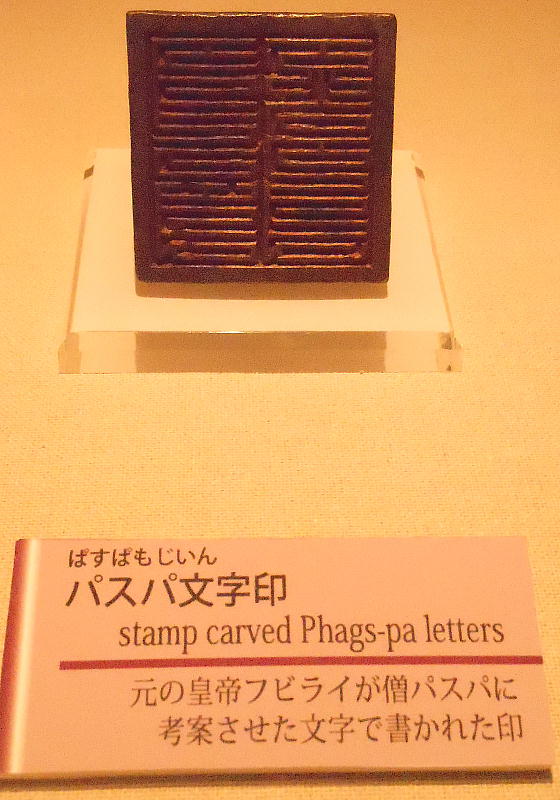 ぱすぱもじいん
パスパ文字印
stamp carved Phags-pa letters
元の皇帝フビライが僧パスパに
考案させた文字で書かれた印